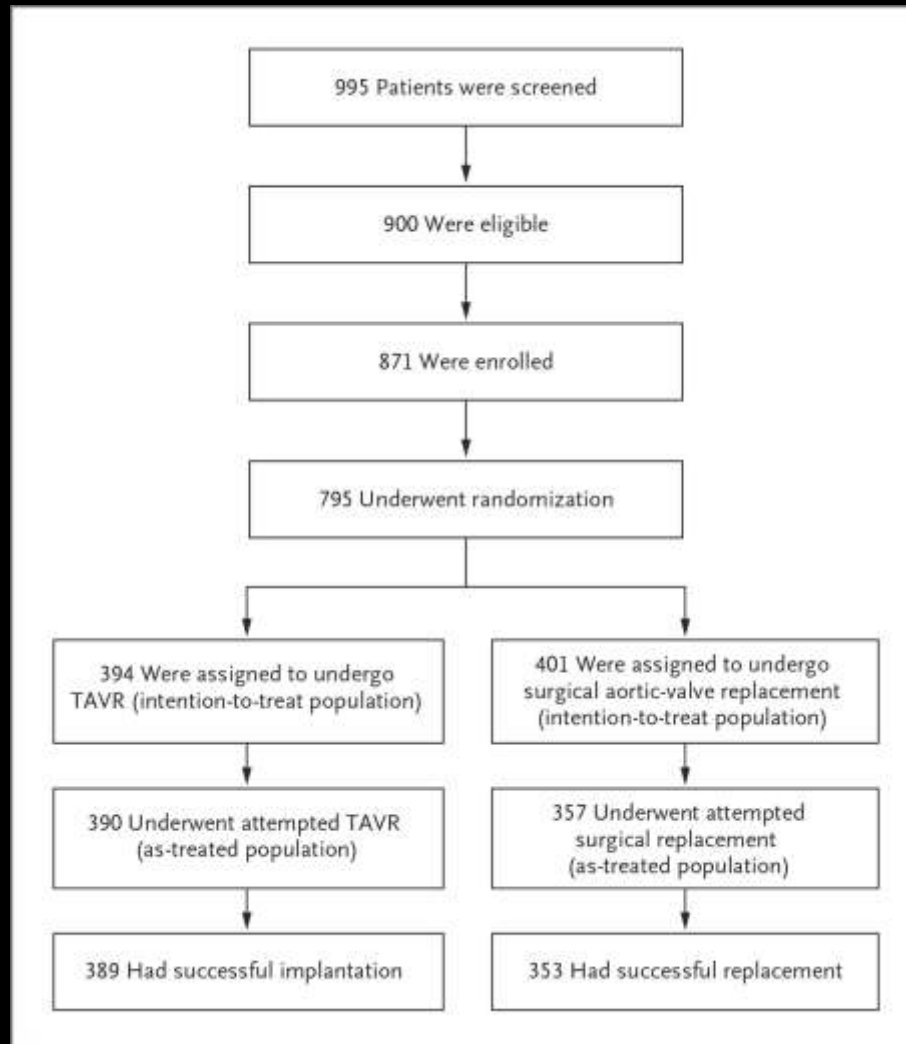 995 Patients were screened
900 Were eligible
871 Were enrolled
795 Underwent randomization
394 Were assigned to undergo
TAVR (intention-to-treat population)
401 Were assigned to undergo
surgical aortic-valve replacement
(intention-to-treat population)
390 Underwent attempted TAVR
(as-treated population)
357 Underwent attempted
surgical replacement
(as-treated population)
389 Had successful implantation
353 Had successful replacement